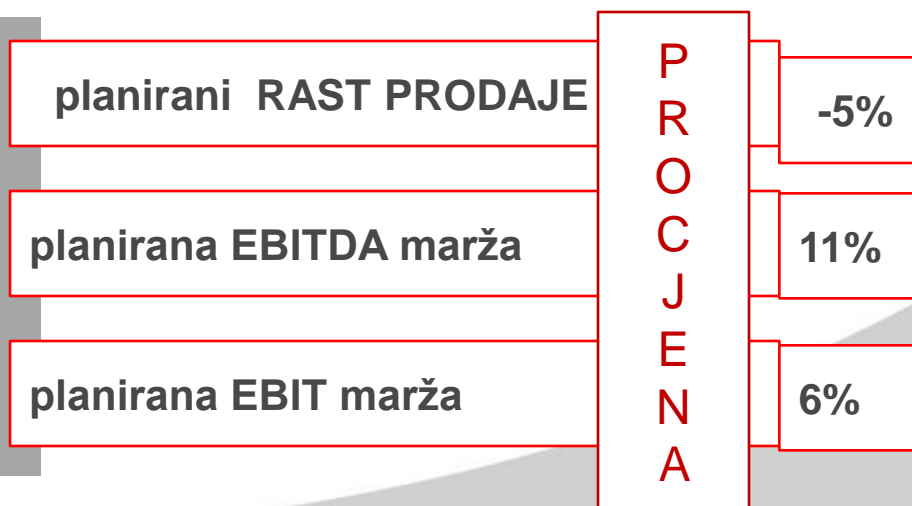 planirani RAST PRODAJE
-5%
planirana EBITDA marža
11%
planirana EBIT marža
6%
P
R
O
C
J
E
N
A